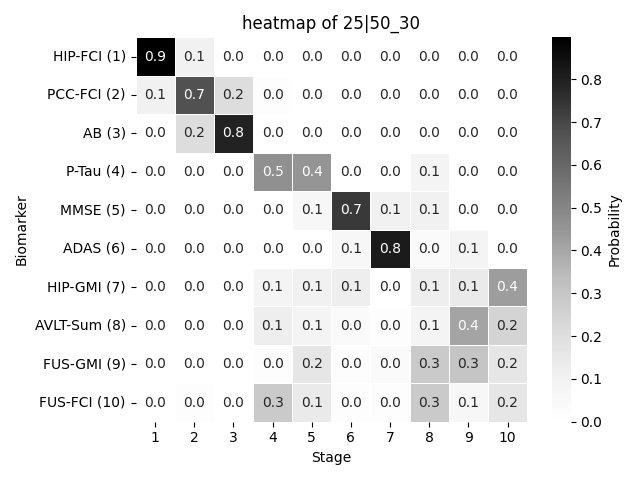 heatmap of 25|50_30
HIP-FCI (1) 0.9 0.1 0.0 0.0 0.0 0.0 0.0 0.0 0.0 0.0
PCC-FCI (2) 0.1 0.7 0.2 0.0 0.0 0.0 0.0 0.0 0.0 0.0
AB (3) 0.0 0.2 0.8 0.0 0.0 0.0 0.0 0.0 0.0 0.0
P-Tau (4) 0.0 0.0 0.0 0.5 0.4 0.0 0.0 0.1 0.0 0.0
MMSE (5) 0.0 0.0 0.0 0.0 0.1 0.7 0.1 0.1 0.0 0.0
ADAS (6) 0.0 0.0 0.0 0.0 0.0 0.1 0.8 0.0 0.1 0.0
HIP-GMI (7) 0.0 0.0 0.0 0.1 0.1 0.1 0.0 0.1 0.1 0.4
AVLT-Sum (8) 0.0 0.0 0.0 0.1 0.1 0.0 0.0 0.1 0.4 0.2
FUS-GMI (9) 0.0 0.0 0.0 0.0 0.2 0.0 0.0 0.3 0.3 0.2
FUS-FCI (10) 0.0 0.0 0.0 0.3 0.1 0.0 0.0 0.3 0.1 0.2
1 2 3 4 5 6 7 8 9 10
Stage
Biomarker
0.8
0.7
0.6
0.5
0.4
0.3
0.2
0.1
0.0
Probability